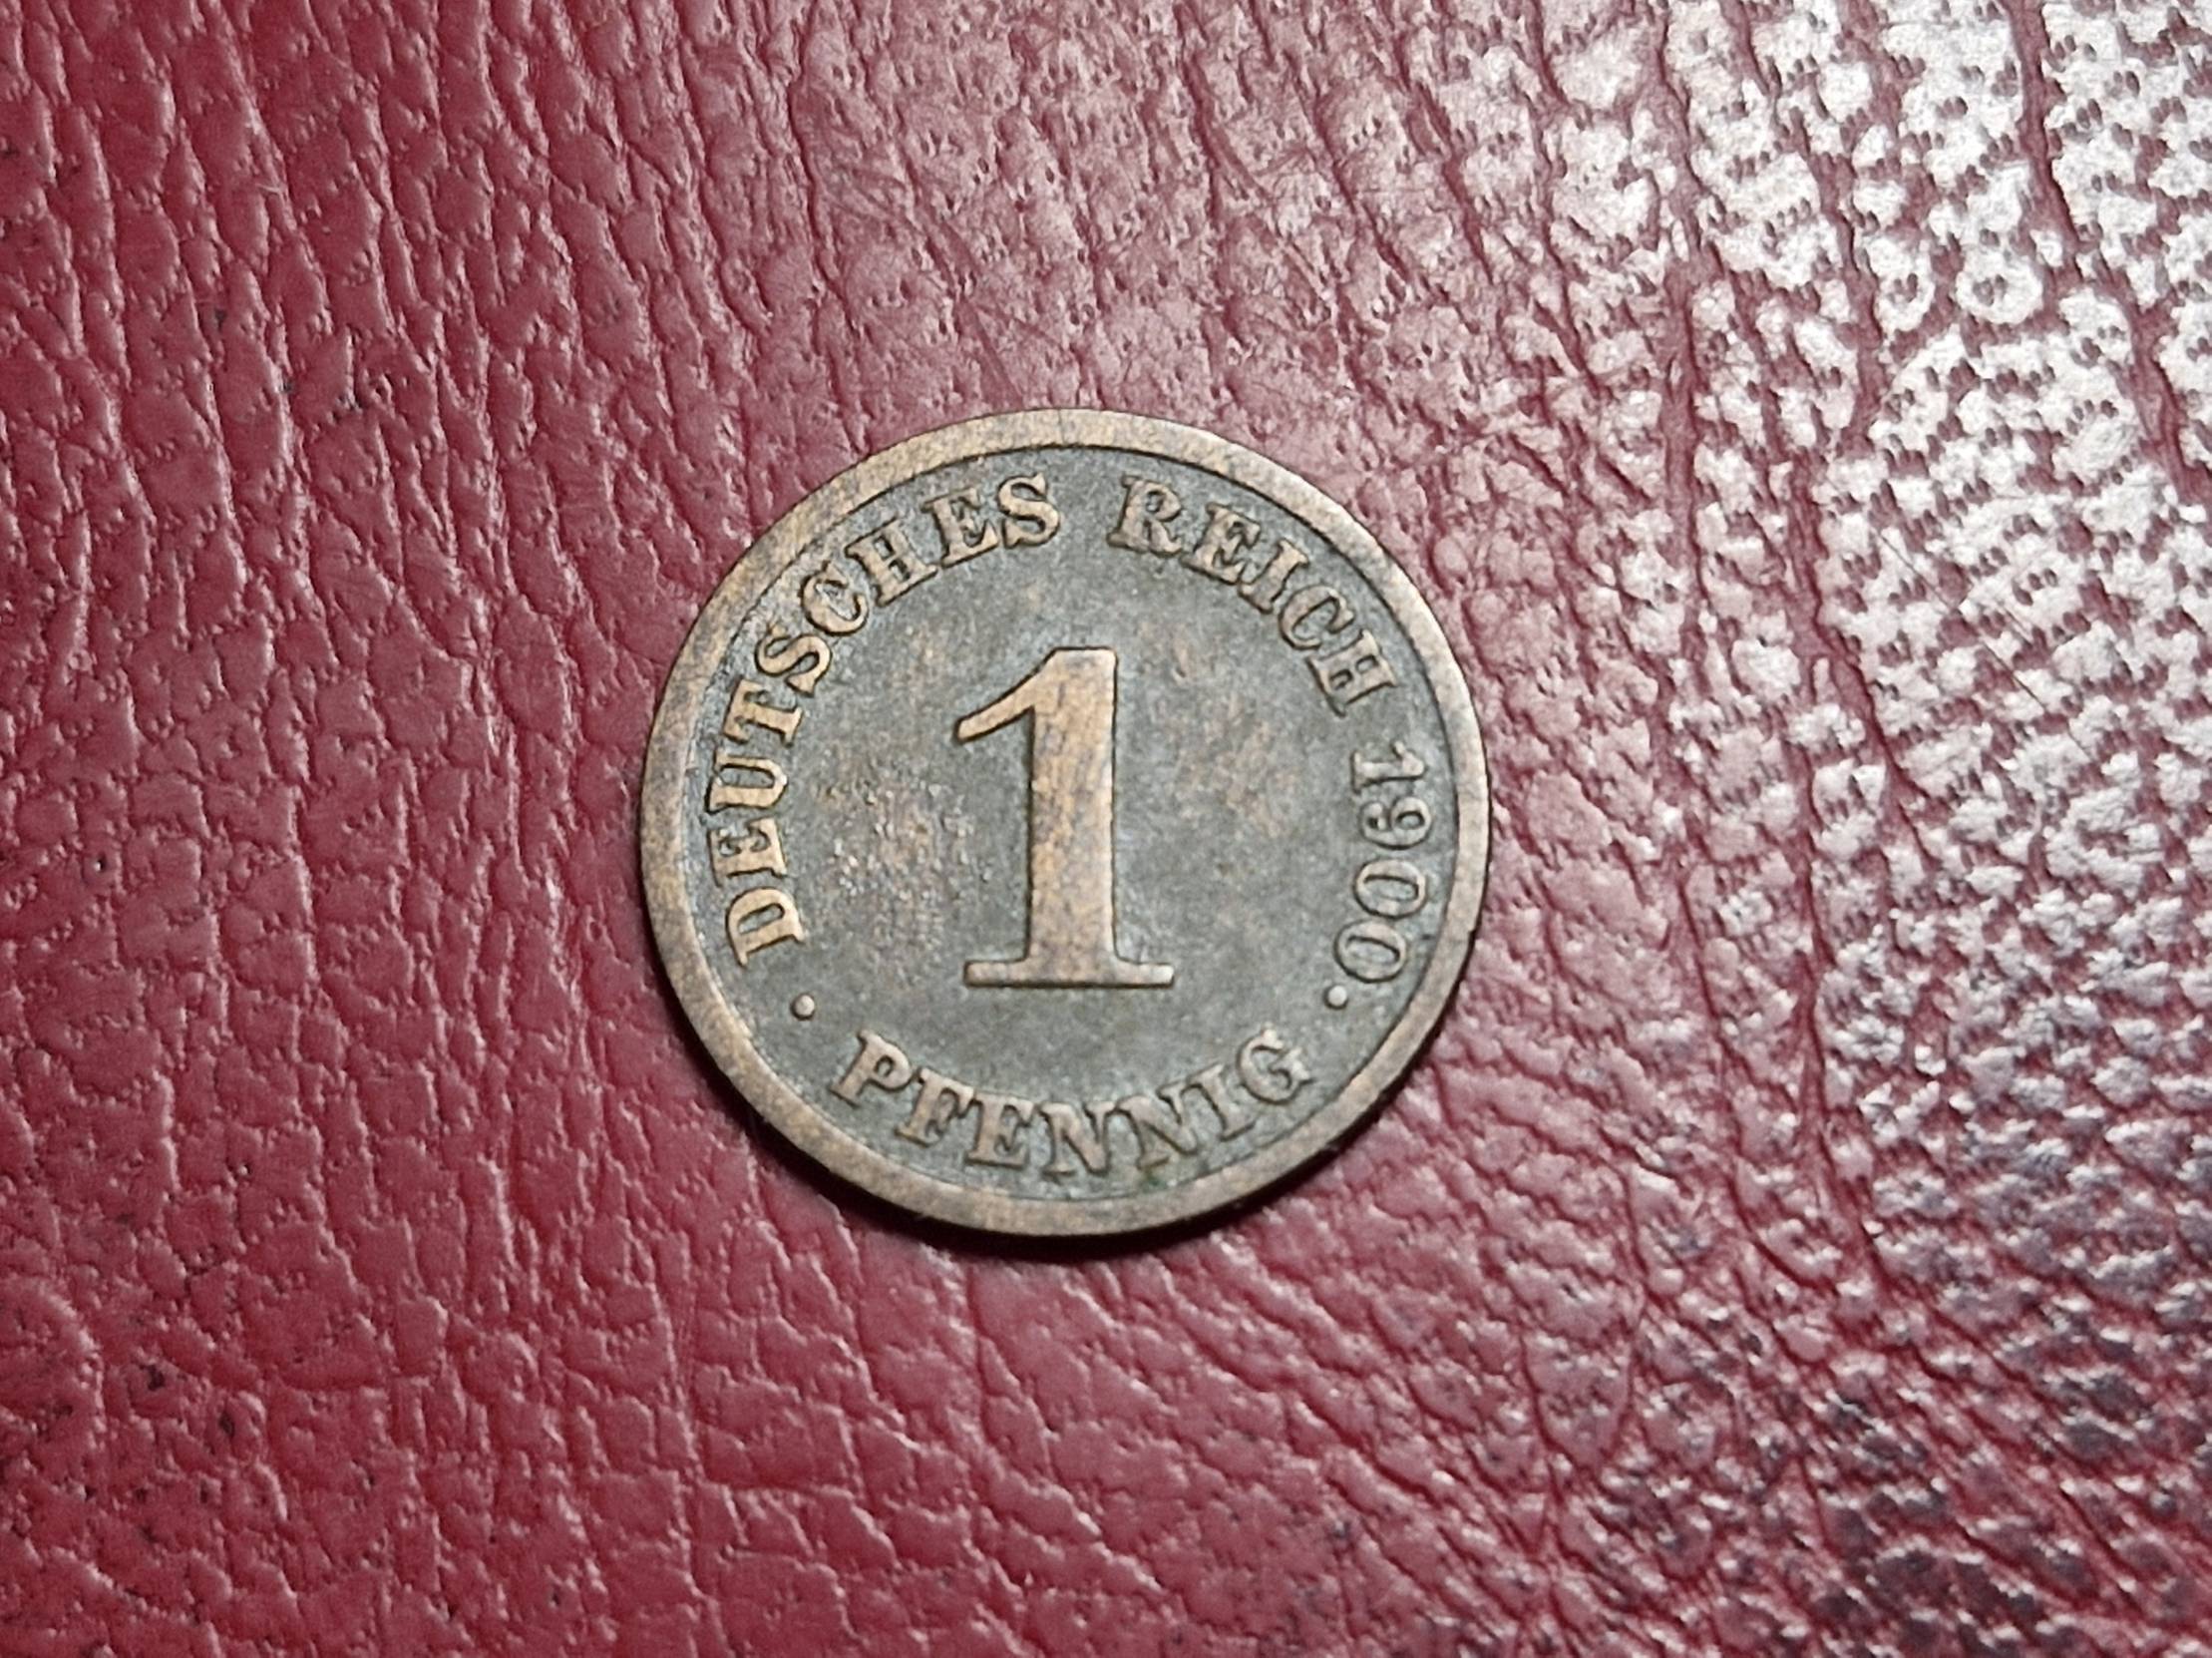 DEUTSCHES REICH 1900.
1
· PFENNIG